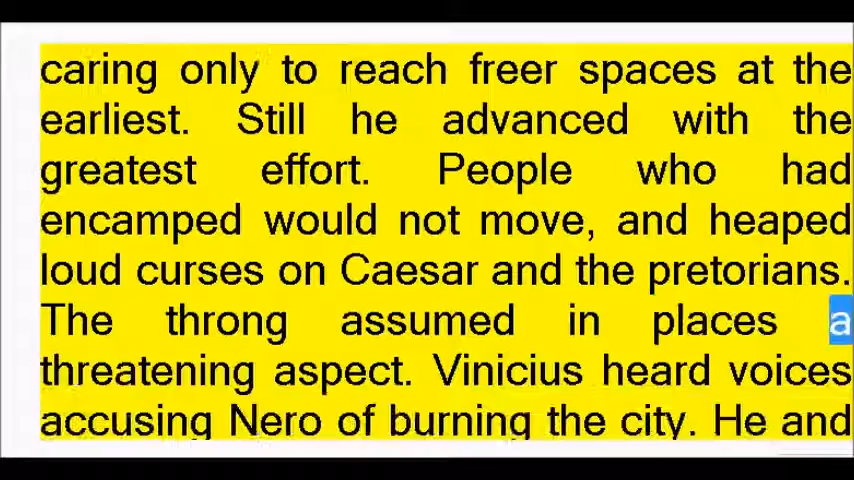 caring only to reach freer spaces at the
earliest. Still he advanced with the
greatest effort. People who had
encamped would not move, and heaped
loud curses on Caesar and the pretorians.
The throng assumed in places a
threatening aspect. Vinicius heard voices
accusing Nero of burning the city. He and